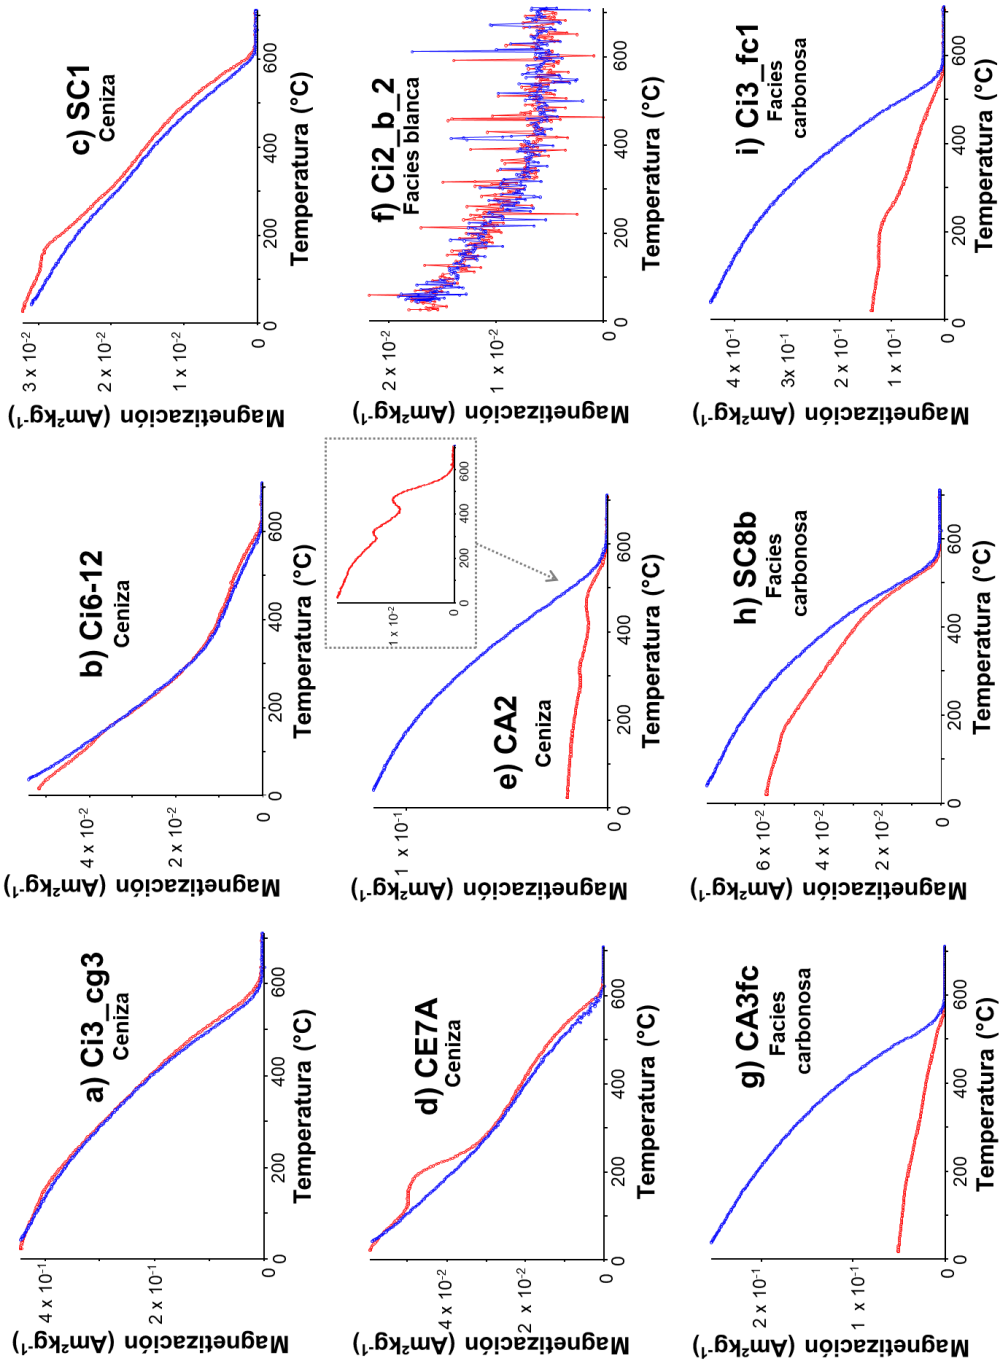 a) Ci3_cg3
Ceniza
Magnetización (Am²kg⁻¹)
4 x 10⁻¹
2 x 10⁻¹
0
0
200
400
600
Temperatura (°C)
b) Ci6-12
Ceniza
Magnetización (Am²kg⁻¹)
4 x 10⁻²
2 x 10⁻²
0
0
200
400
600
Temperatura (°C)
c) SC1
Ceniza
Magnetización (Am²kg⁻¹)
3 x 10⁻²
2 x 10⁻²
1 x 10⁻²
0
0
200
400
600
Temperatura (°C)
d) CE7A
Ceniza
Magnetización (Am²kg⁻¹)
4 x 10⁻²
2 x 10⁻²
0
0
200
400
600
Temperatura (°C)
e) CA2
Ceniza
Magnetización (Am²kg⁻¹)
1 x 10⁻¹
0
0
200
400
600
Temperatura (°C)
1 x 10⁻²
0
0
200
400
600
f) Ci2_b_2
Facies blanca
Magnetización (Am²kg⁻¹)
2 x 10⁻²
1 x 10⁻²
0
0
200
400
600
Temperatura (°C)
g) CA3fc
Facies
carbonosa
Magnetización (Am²kg⁻¹)
2 x 10⁻¹
1 x 10⁻¹
0
0
200
400
600
Temperatura (°C)
h) SC8b
Facies
carbonosa
Magnetización (Am²kg⁻¹)
6 x 10⁻²
4 x 10⁻²
2 x 10⁻²
0
0
200
400
600
Temperatura (°C)
i) Ci3_fc1
Facies
carbonosa
Magnetización (Am²kg⁻¹)
4 x 10⁻¹
3x 10⁻¹
2 x 10⁻¹
1 x 10⁻¹
0
0
200
400
600
Temperatura (°C)